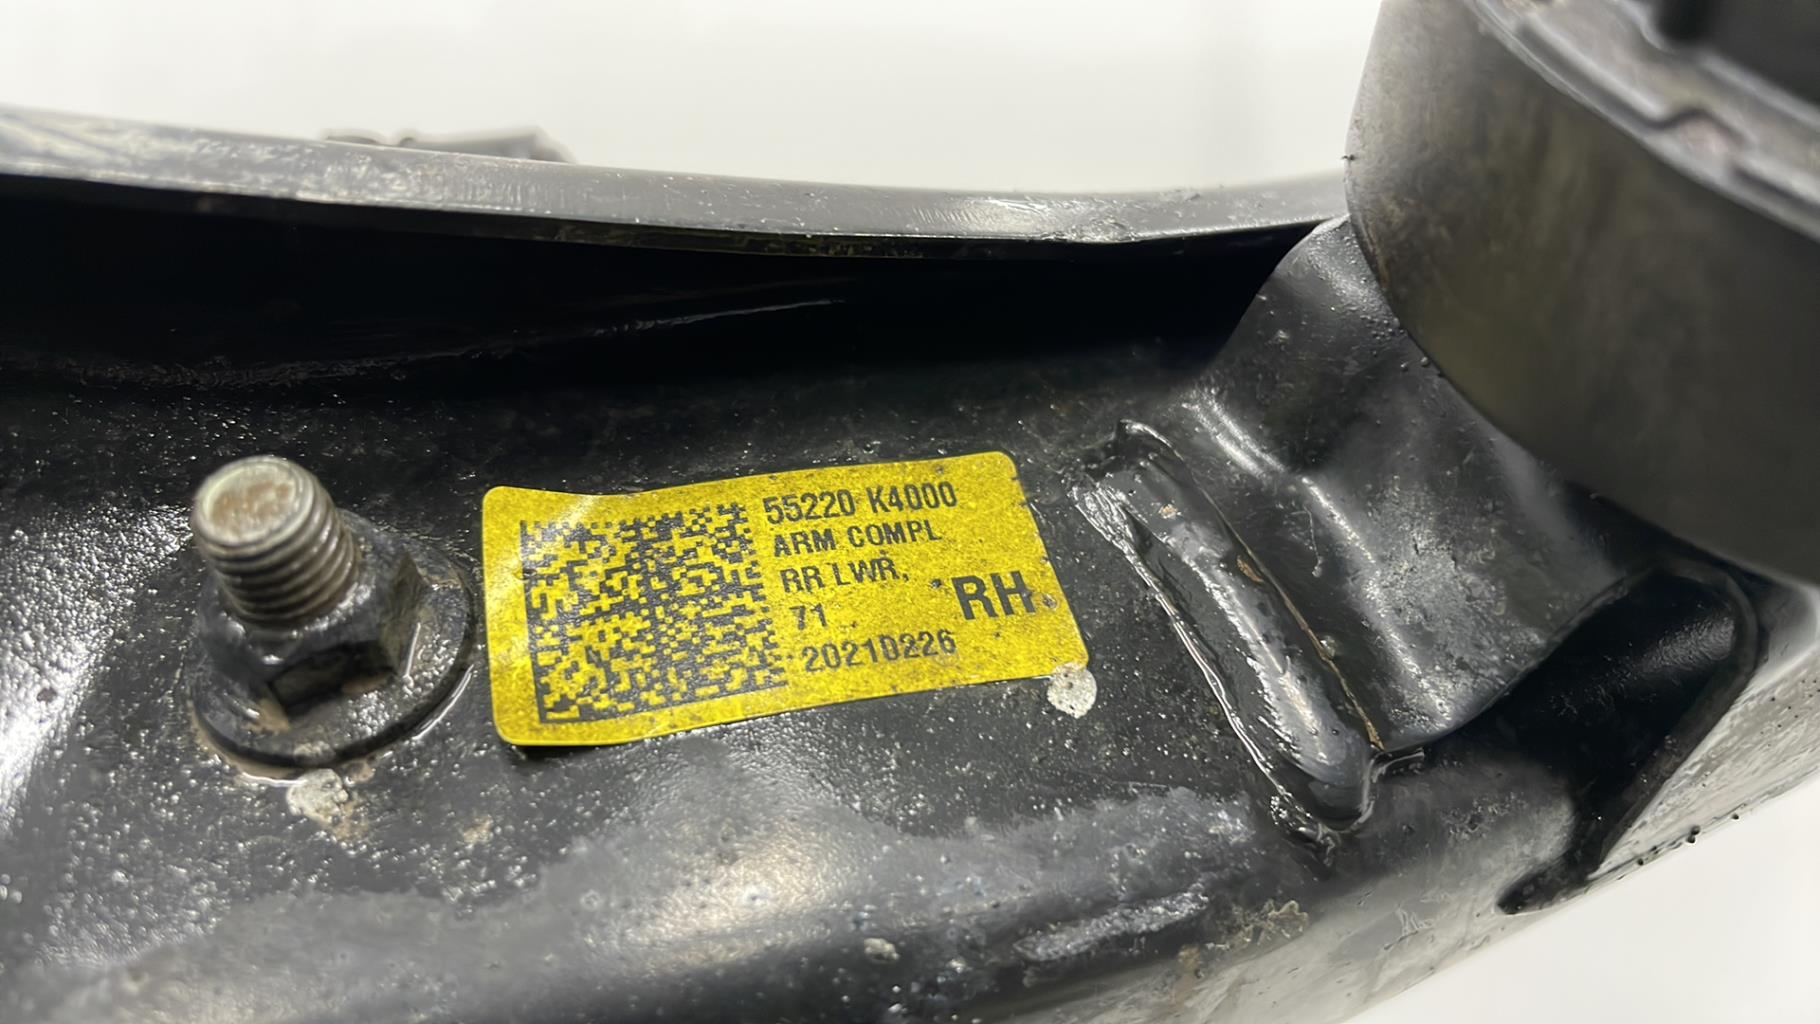 55220 K4000
ARM COMPL
RR LWR,
71
RH
20210226